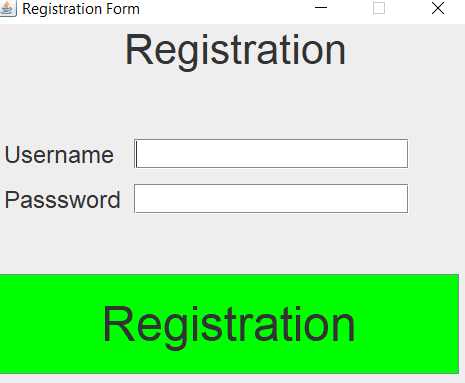 Registration Form
Registration
Username
Passsword
Registration